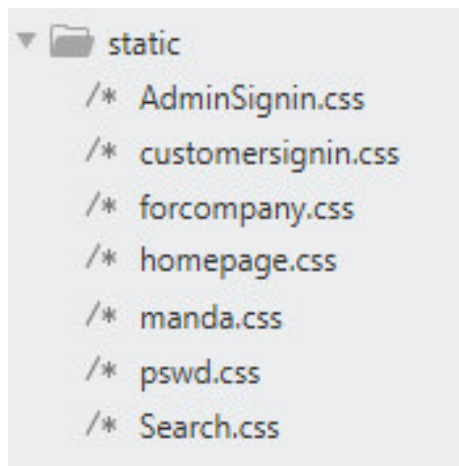 static
/* AdminSignin.css
/* customersignin.css
/* forcompany.css
/* homepage.css
/* manda.css
/* pswd.css
/* Search.css